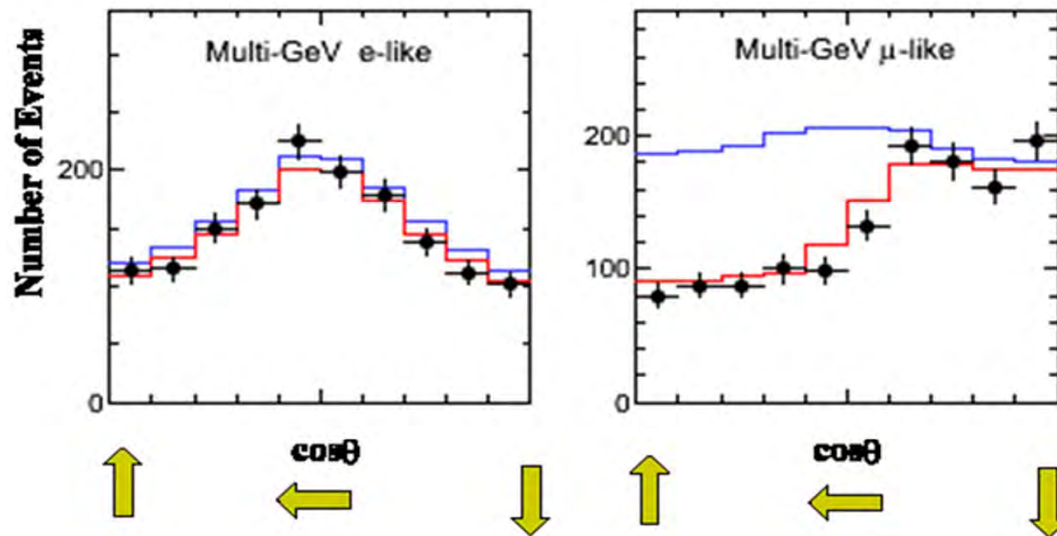 Number of Events
Multi-GeV e-like
200
0
cosθ
Multi-GeV μ-like
200
100
0
cosθ